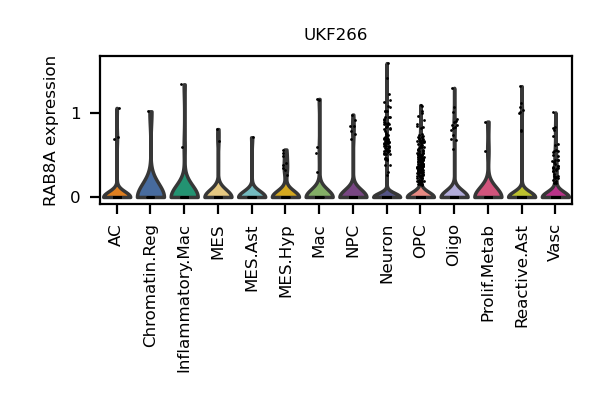 UKF266
RAB8A expression
1
0
AC
Chromatin.Reg
Inflammatory.Mac
MES
MES.Ast
MES.Hyp
Mac
NPC
Neuron
OPC
Oligo
Prolif.Metab
Reactive.Ast
Vasc